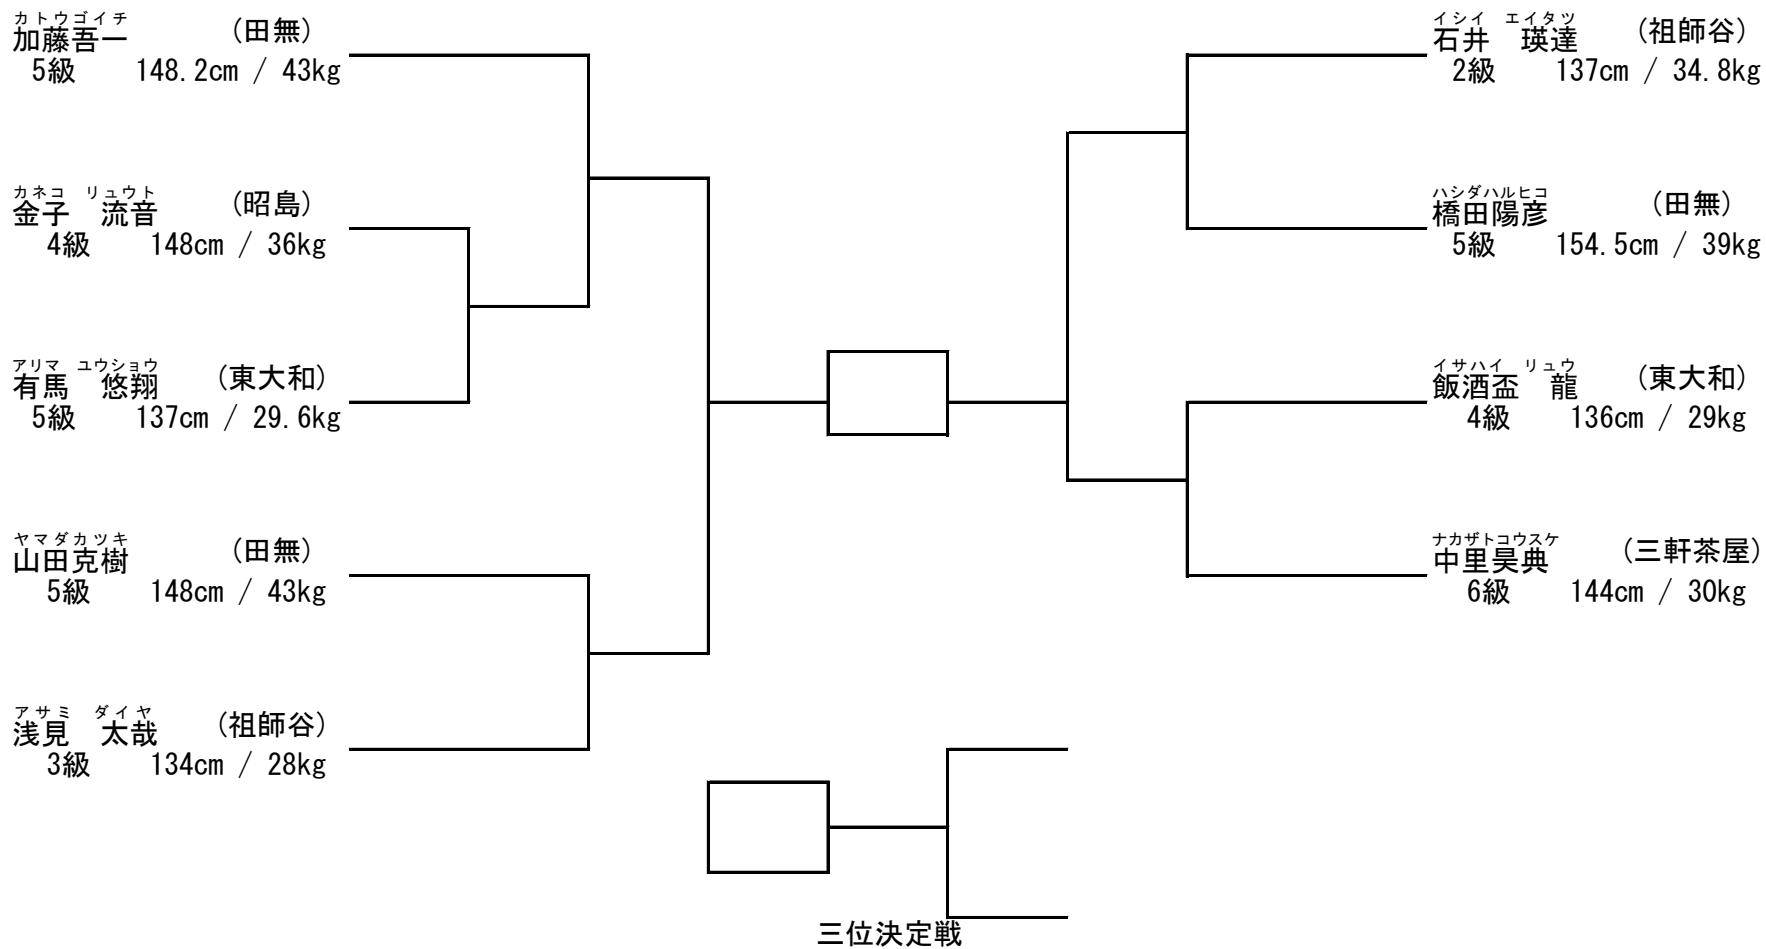 カトウゴイチ
加藤吾一 (田無)
5級 148.2cm / 43kg
カネコ リュウト
金子 流音 (昭島)
4級 148cm / 36kg
アリマ ユウショウ
有馬 悠翔 (東大和)
5級 137cm / 29.6kg
ヤマダカツキ
山田克樹 (田無)
5級 148cm / 43kg
アサミ ダイヤ
浅見 太哉 (祖師谷)
3級 134cm / 28kg
イシイ エイタツ
石井 瑛達 (祖師谷)
2級 137cm / 34.8kg
ハシダハルヒコ
橋田陽彦 (田無)
5級 154.5cm / 39kg
イサハイ リュウ
飯酒盃 龍 (東大和)
4級 136cm / 29kg
ナカザトコウスケ
中里昊典 (三軒茶屋)
6級 144cm / 30kg
三位決定戦